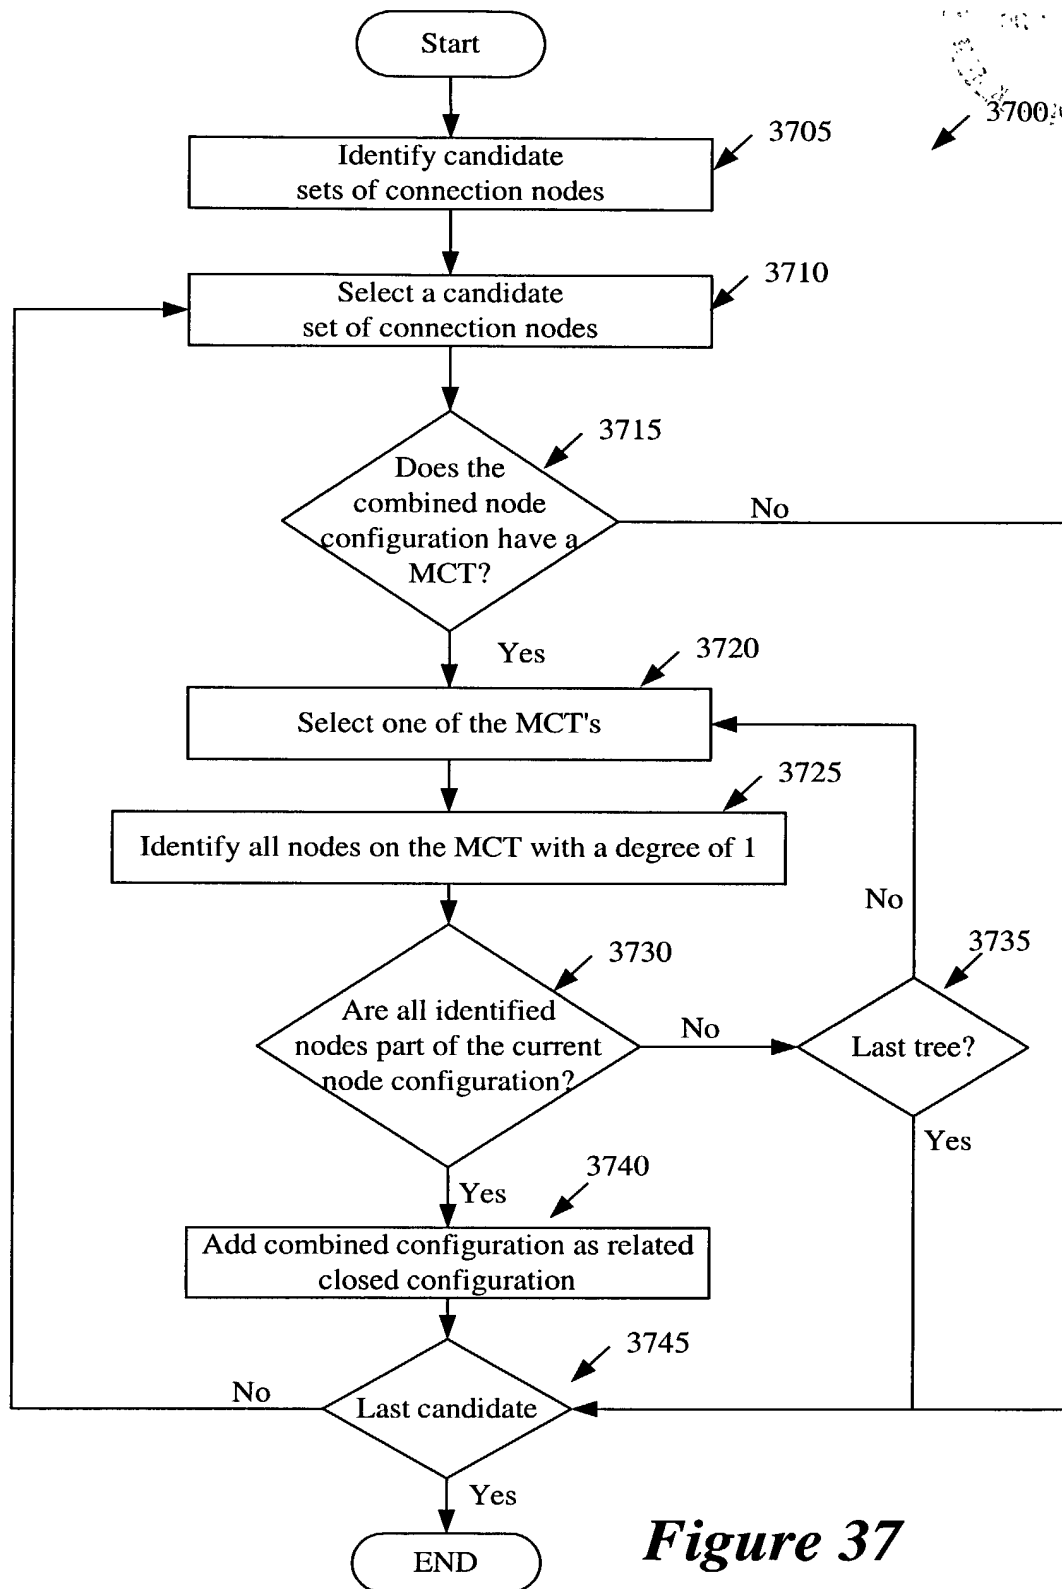 Start
3700
3705
Identify candidate
sets of connection nodes
3710
Select a candidate
set of connection nodes
3715
Does the
combined node
configuration have a
MCT?
No
Yes
3720
Select one of the MCT's
3725
Identify all nodes on the MCT with a degree of 1
No
3730
3735
Are all identified
nodes part of the current
node configuration?
No
Last tree?
Yes
Yes
3740
Add combined configuration as related
closed configuration
3745
No
Last candidate
Yes
END
Figure 37